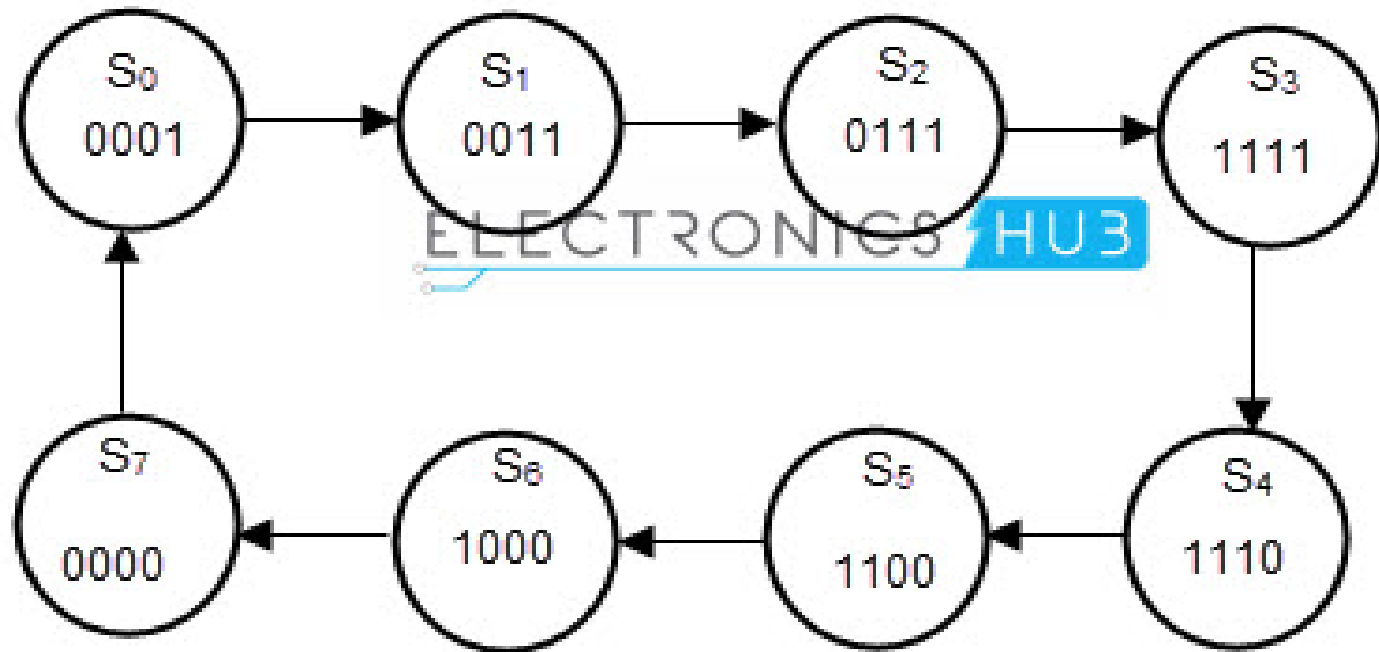 S0
0001
S1
0011
S2
0111
S3
1111
ELECTRONICS HUB
S7
0000
S6
1000
S5
1100
S4
1110